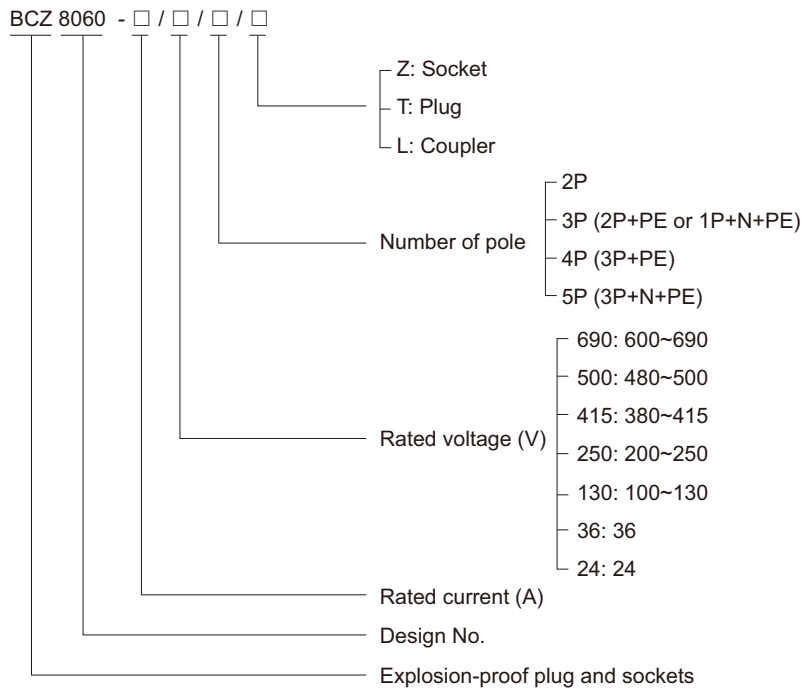 BCZ 8060 - □ / □ / □ / □
Z: Socket
T: Plug
L: Coupler
Number of pole
2P
3P (2P+PE or 1P+N+PE)
4P (3P+PE)
5P (3P+N+PE)
Rated voltage (V)
690: 600~690
500: 480~500
415: 380~415
250: 200~250
130: 100~130
36: 36
24: 24
Rated current (A)
Design No.
Explosion-proof plug and sockets